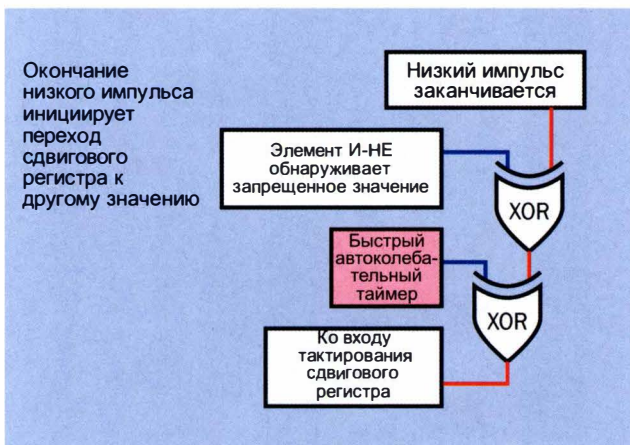 Окончание
низкого импульса
инициирует
переход
сдвигового
регистра к
другому значению
Низкий импульс
заканчивается
Элемент И-НЕ
обнаруживает
запрещенное значение
XOR
Быстрый
автоколеба-
тельный
таймер
XOR
Ко входу
тактирования
сдвигового
регистра